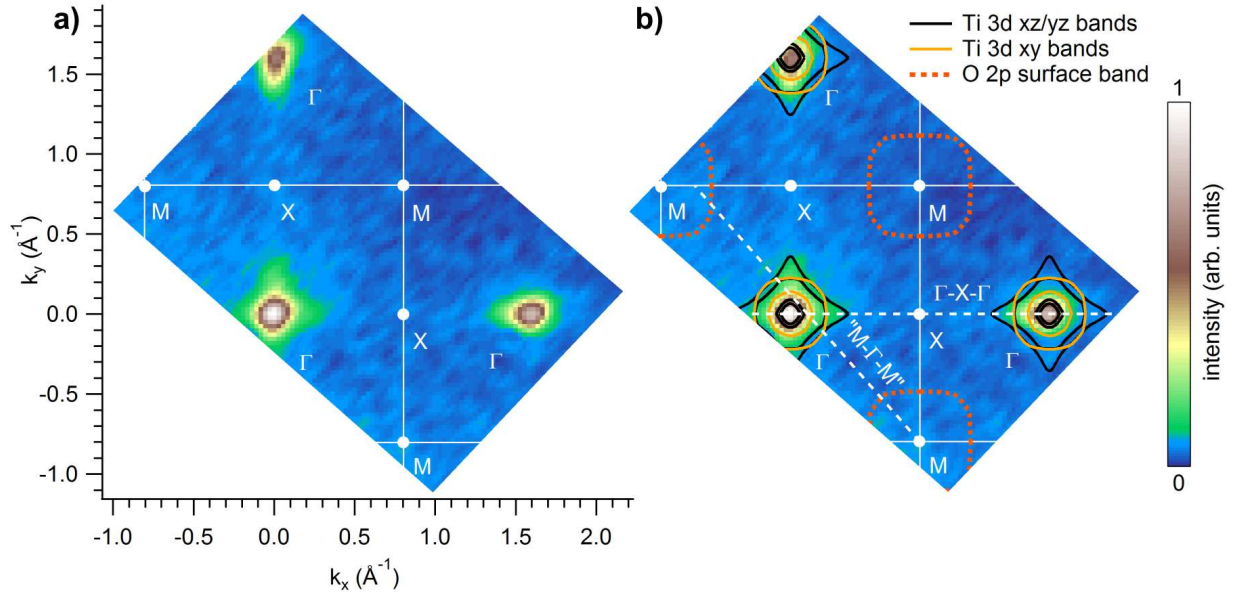 a)
1.5
1.0
0.5
0.0
-0.5
-1.0
k_y (Å^-1)
-1.0 -0.5 0.0 0.5 1.0 1.5 2.0
k_x (Å^-1)
Γ
M X M
X
Γ Γ
M
b)
Ti 3d xz/yz bands
Ti 3d xy bands
O 2p surface band
Γ
M X M
Γ-X-Γ
"M-Γ-M"
X
Γ Γ
M
1
intensity (arb. units)
0